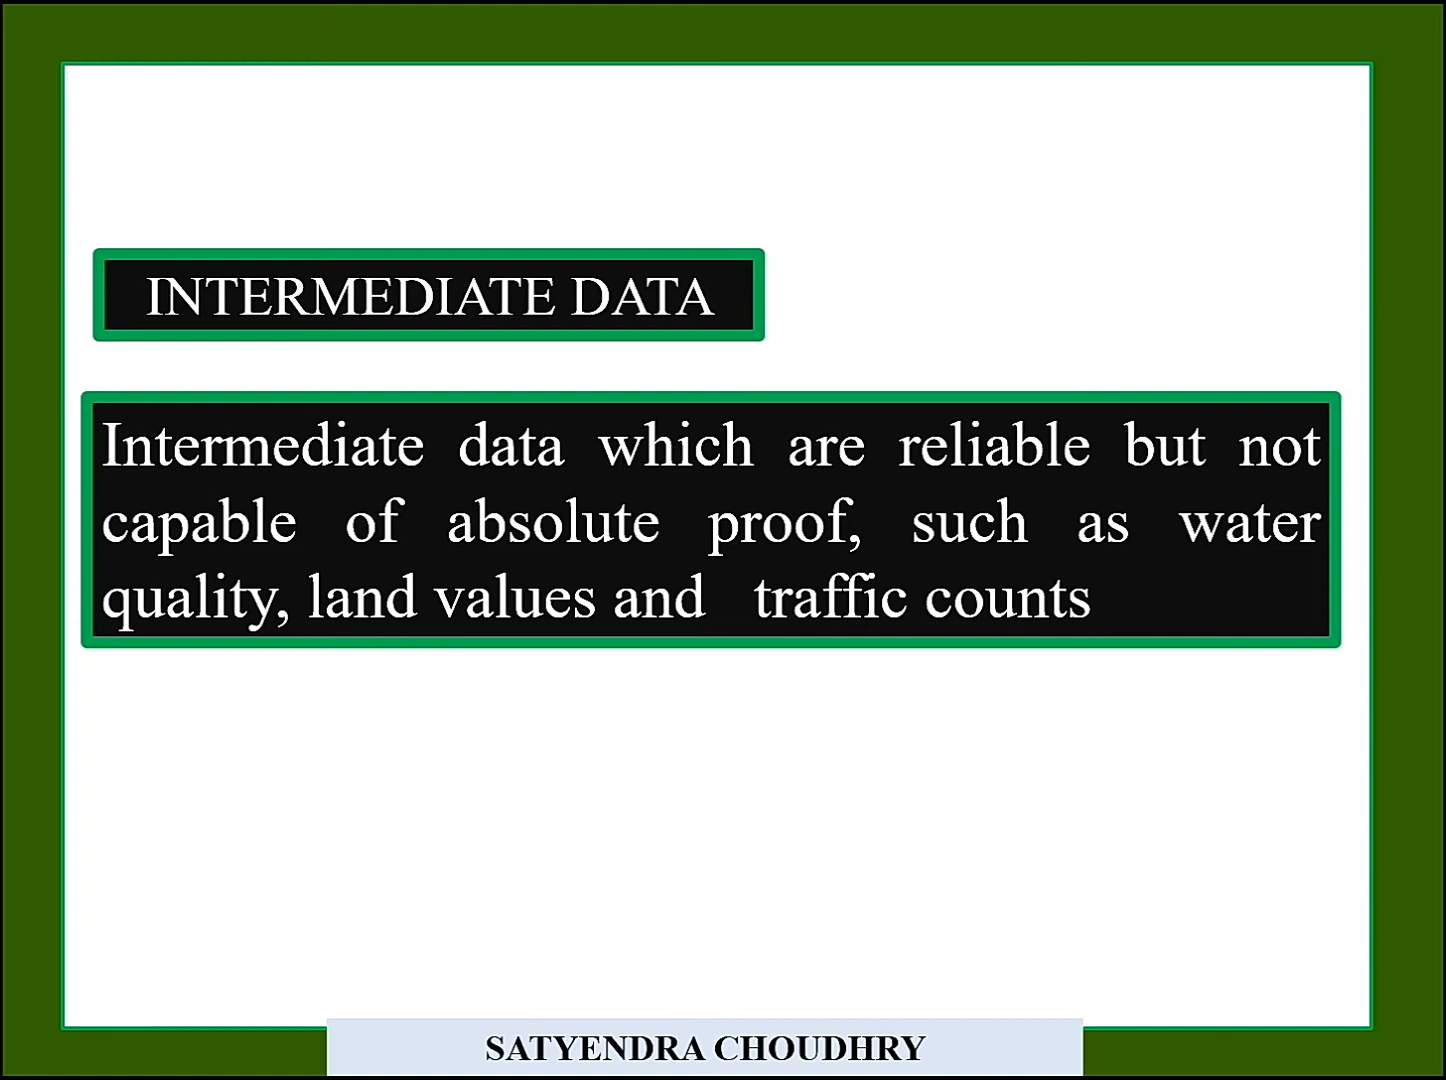 INTERMEDIATE DATA
Intermediate data which are reliable but not
capable of absolute proof, such as water
quality, land values and traffic counts
SATYENDRA CHOUDHRY